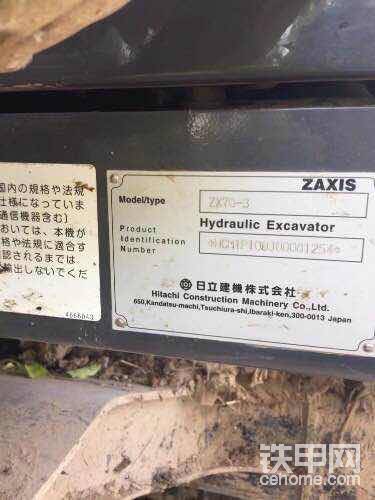 国内の規格や法規
仕様になっていま
通信機器含む)
おいては、本機が
格や法規に適合す
確認されるまでは
輸出しないでくだ
4666043
ZAXIS
Model/type
ZX70-3
Hydraulic Excavator
Product
Identification
Number
日立建機株式会社
Hitachi Construction Machinery Co.,Ltd.
650,Kandatsu-machi,Tsuchiura-shi,Ibaraki-ken,300-0013 Japan
铁甲网
cehome.com